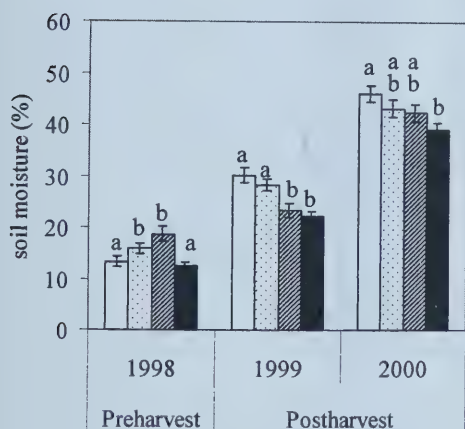 60
50
40
30
20
10
0
soil moisture (%)
a b b a
a a b b
a a a
b b b
1998 1999 2000
Preharvest Postharvest